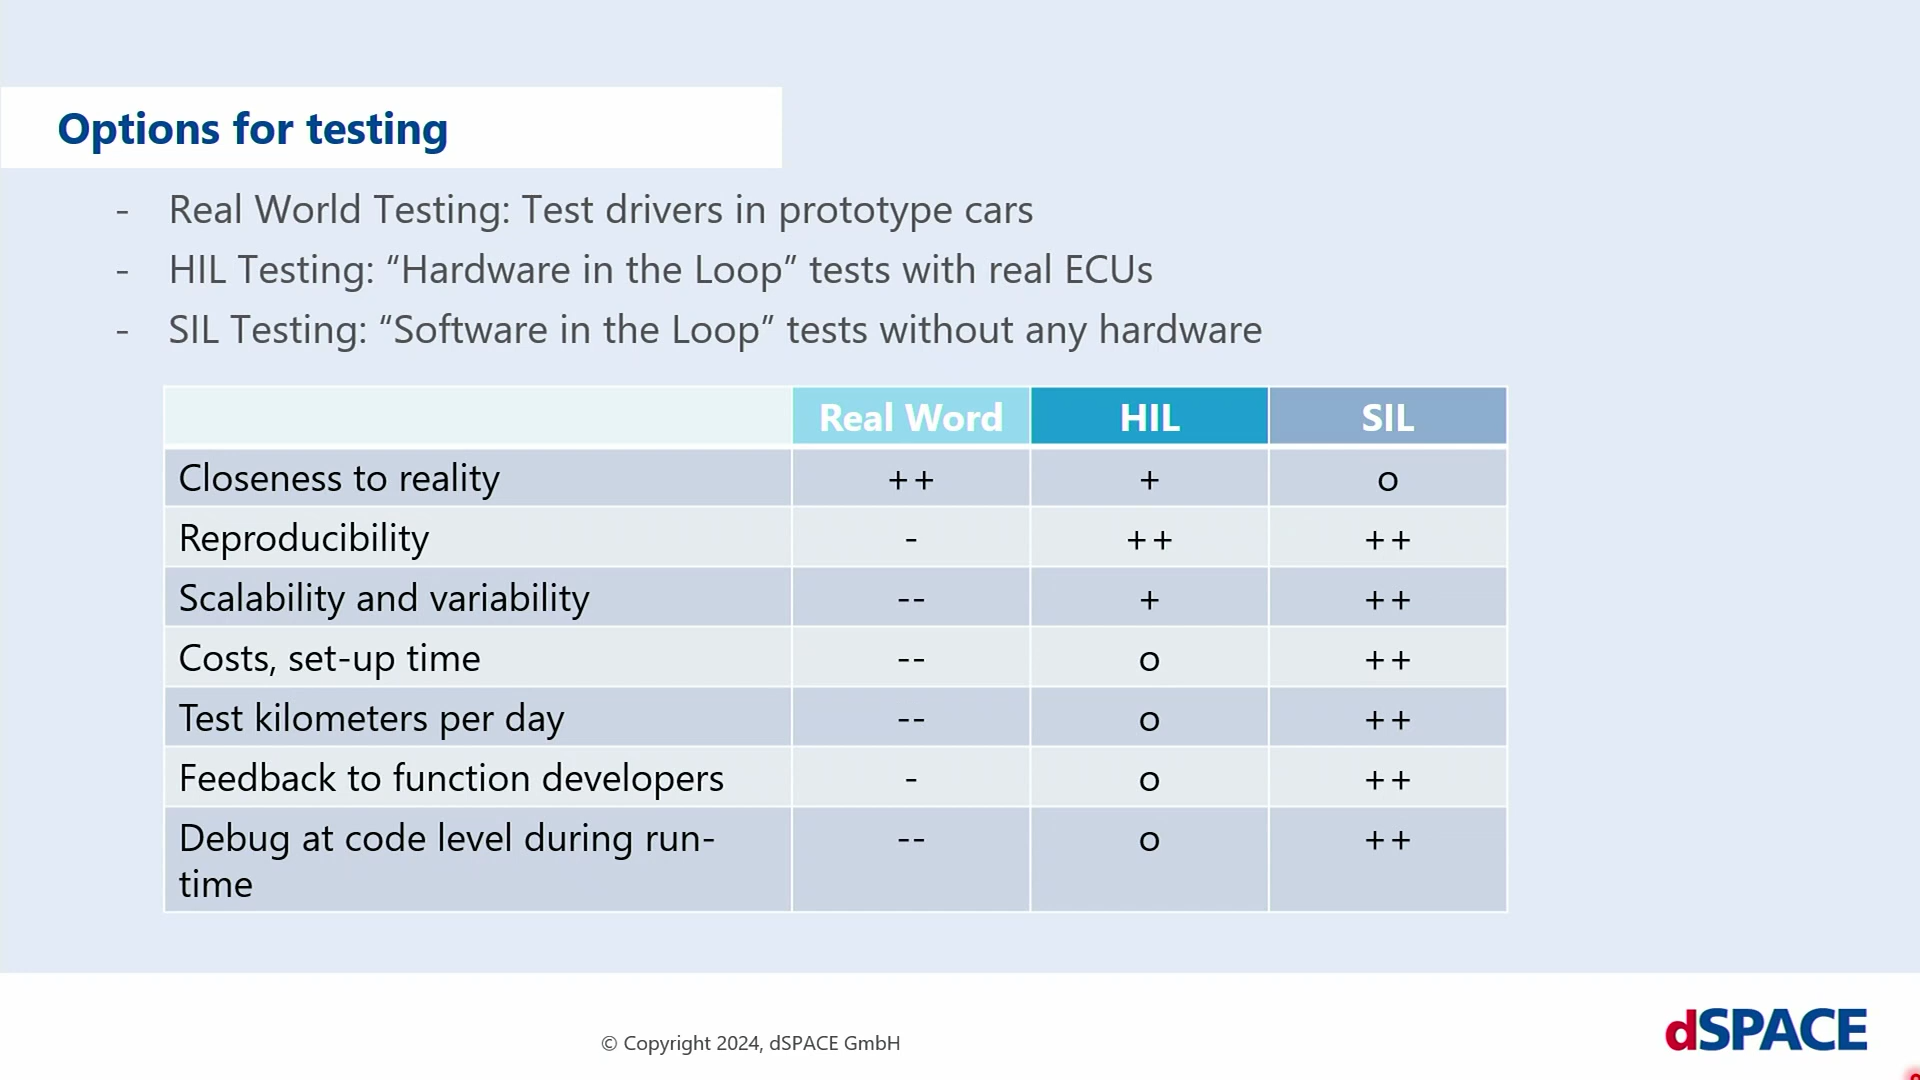 Options for testing
- Real World Testing: Test drivers in prototype cars
- HIL Testing: “Hardware in the Loop” tests with real ECUs
- SIL Testing: “Software in the Loop” tests without any hardware
Real Word HIL SIL
Closeness to reality ++ + o
Reproducibility - ++ ++
Scalability and variability -- + ++
Costs, set-up time -- o ++
Test kilometers per day -- o ++
Feedback to function developers - o ++
Debug at code level during run- -- o ++
time
© Copyright 2024, dSPACE GmbH
dSPACE